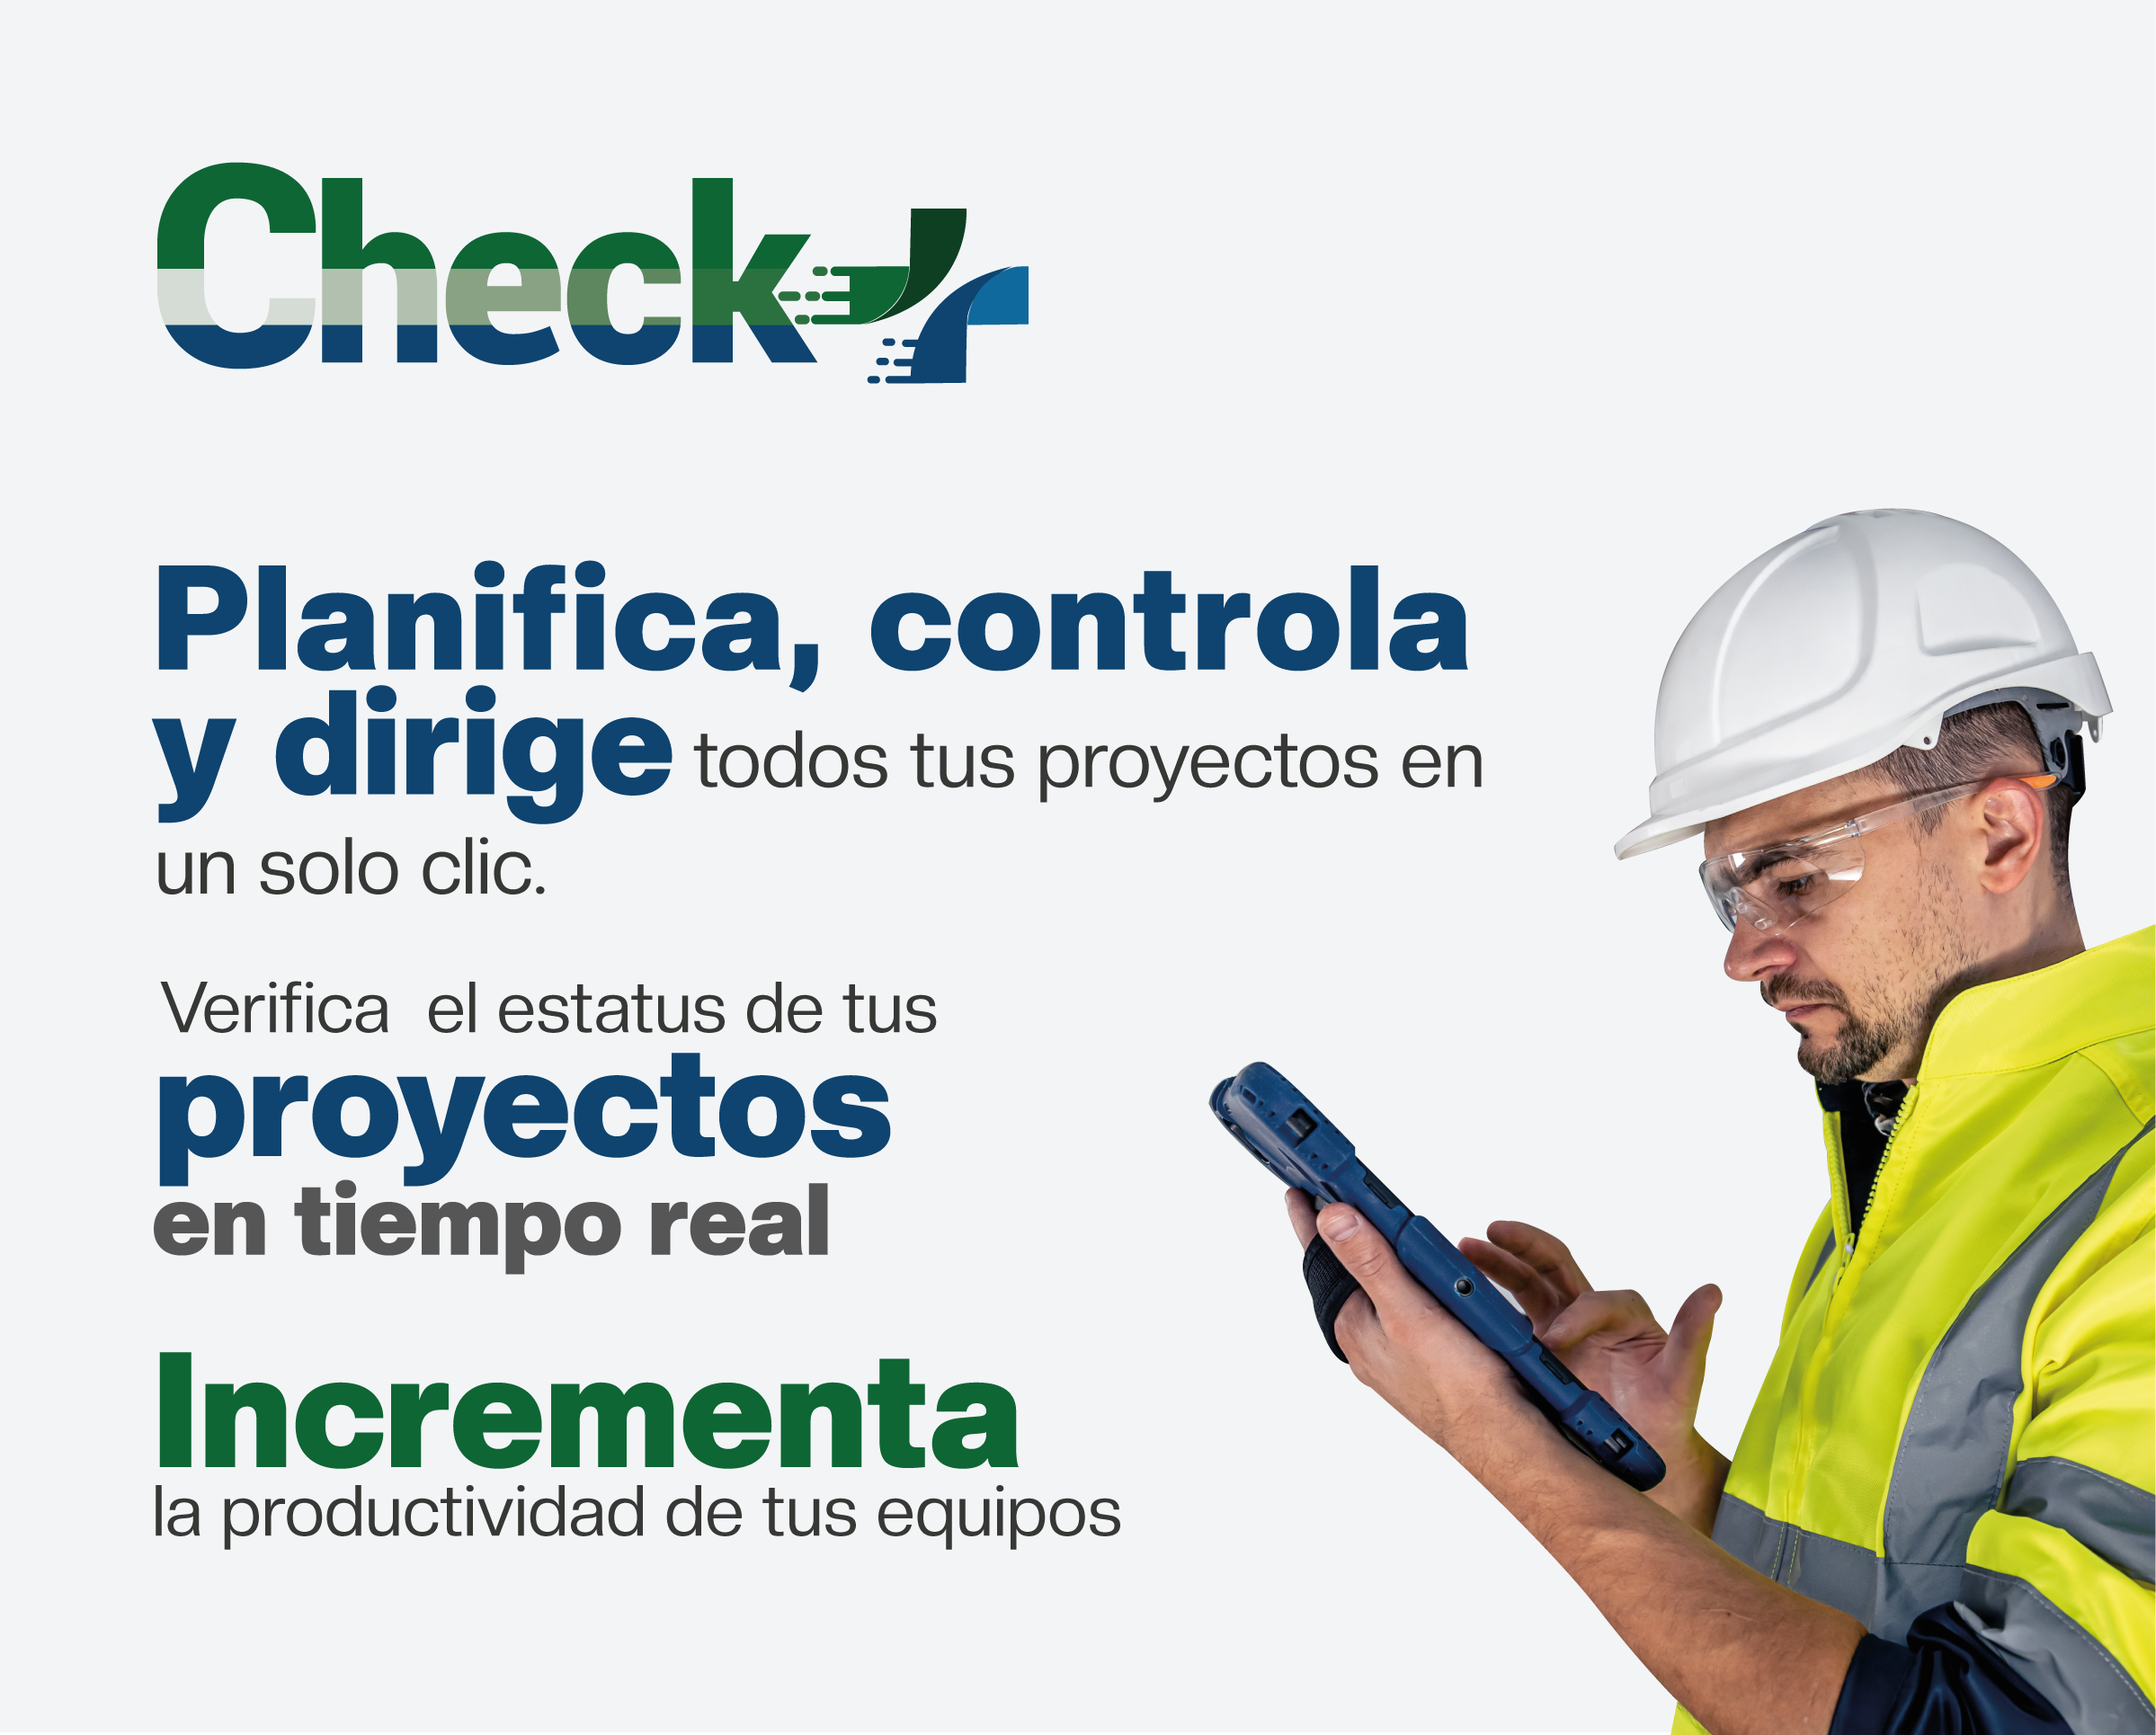 Check
Planifica, controla
y dirige todos tus proyectos en
un solo clic.
Verifica el estatus de tus
proyectos
en tiempo real
Incrementa
la productividad de tus equipos